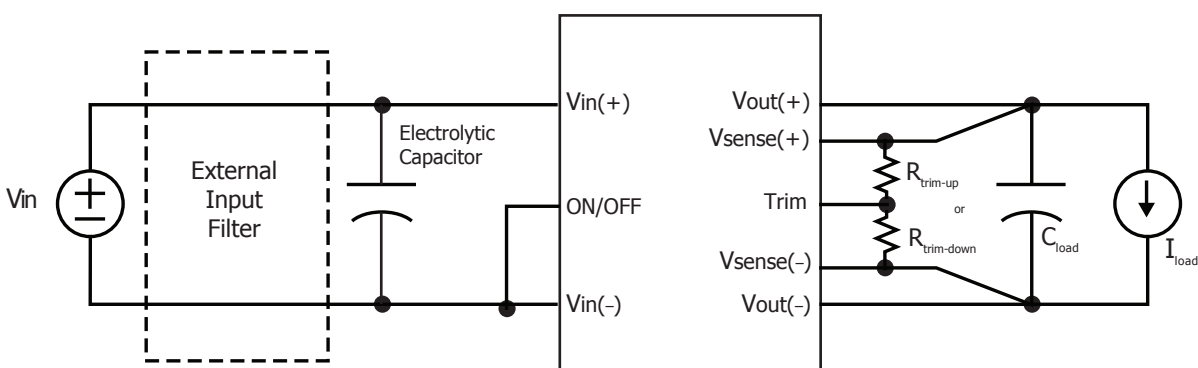 Vin
External
Input
Filter
Electrolytic
Capacitor
Vin(+)
ON/OFF
Vin(−)
Vout(+)
Vsense(+)
Trim
Vsense(−)
Vout(−)
Rtrim-up
or
Rtrim-down
Cload
Iload